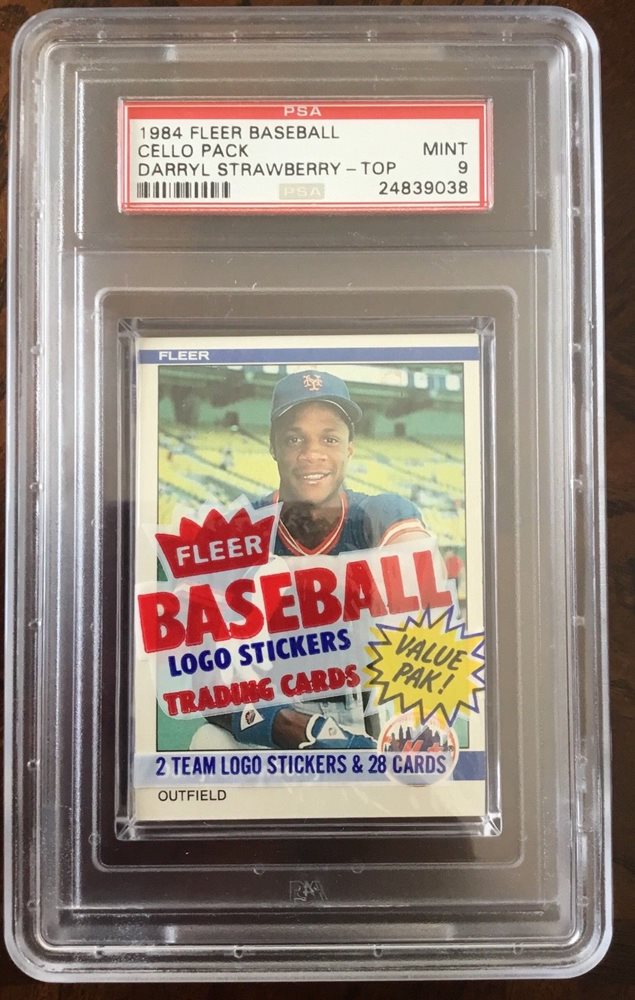 PSA
1984 FLEER BASEBALL
CELLO PACK MINT
DARRYL STRAWBERRY - TOP 9
PSA 24839038
FLEER
NY
FLEER
BASEBALL
LOGO STICKERS
TRADING CARDS
VALUE
PAK!
2 TEAM LOGO STICKERS & 28 CARDS
OUTFIELD
PSA